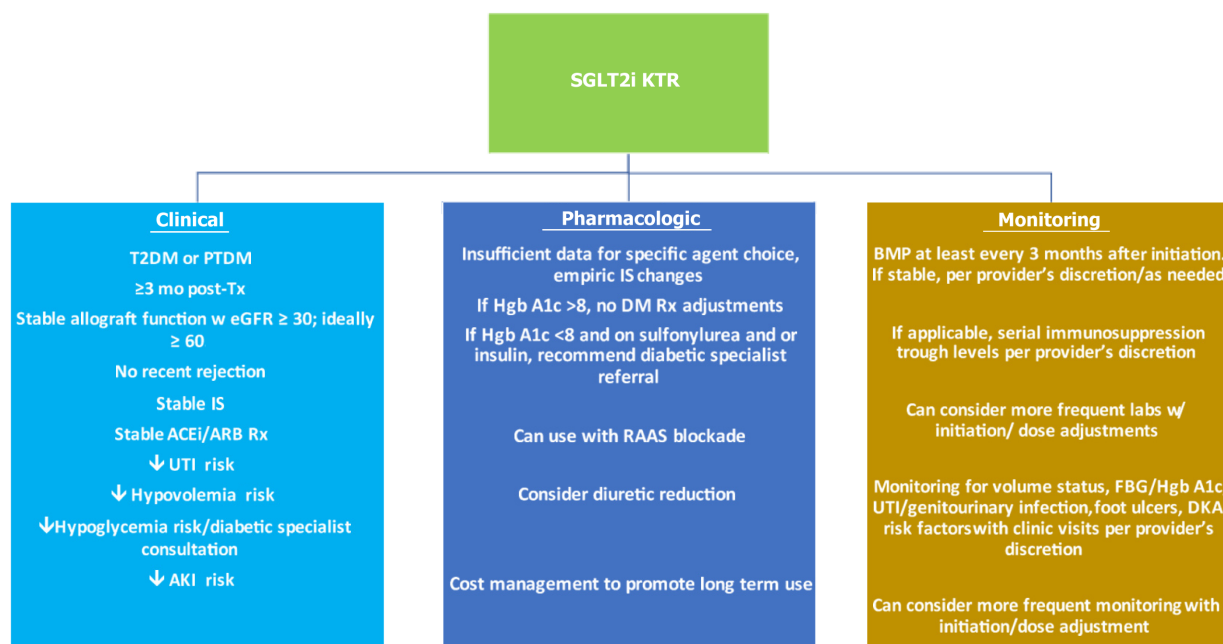 SGLT2i KTR
Clinical
T2DM or PTDM
≥3 mo post-Tx
Stable allograft function w eGFR ≥ 30; ideally
≥ 60
No recent rejection
Stable IS
Stable ACEi/ARB Rx
↓ UTI risk
↓ Hypovolemia risk
↓Hypoglycemia risk/diabetic specialist
consultation
↓ AKI risk
Pharmacologic
Insufficient data for specific agent choice,
empiric IS changes
If Hgb A1c >8, no DM Rx adjustments
If Hgb A1c <8 and on sulfonylurea and or
insulin, recommend diabetic specialist
referral
Can use with RAAS blockade
Consider diuretic reduction
Cost management to promote long term use
Monitoring
BMP at least every 3 months after initiation.
If stable, per provider's discretion/as needed
If applicable, serial immunosuppression
trough levels per provider's discretion
Can consider more frequent labs w/
initiation/ dose adjustments
Monitoring for volume status, FBG/Hgb A1c
UTI/genitourinary infection, foot ulcers, DKA
risk factors with clinic visits per provider's
discretion
Can consider more frequent monitoring with
initiation/dose adjustment